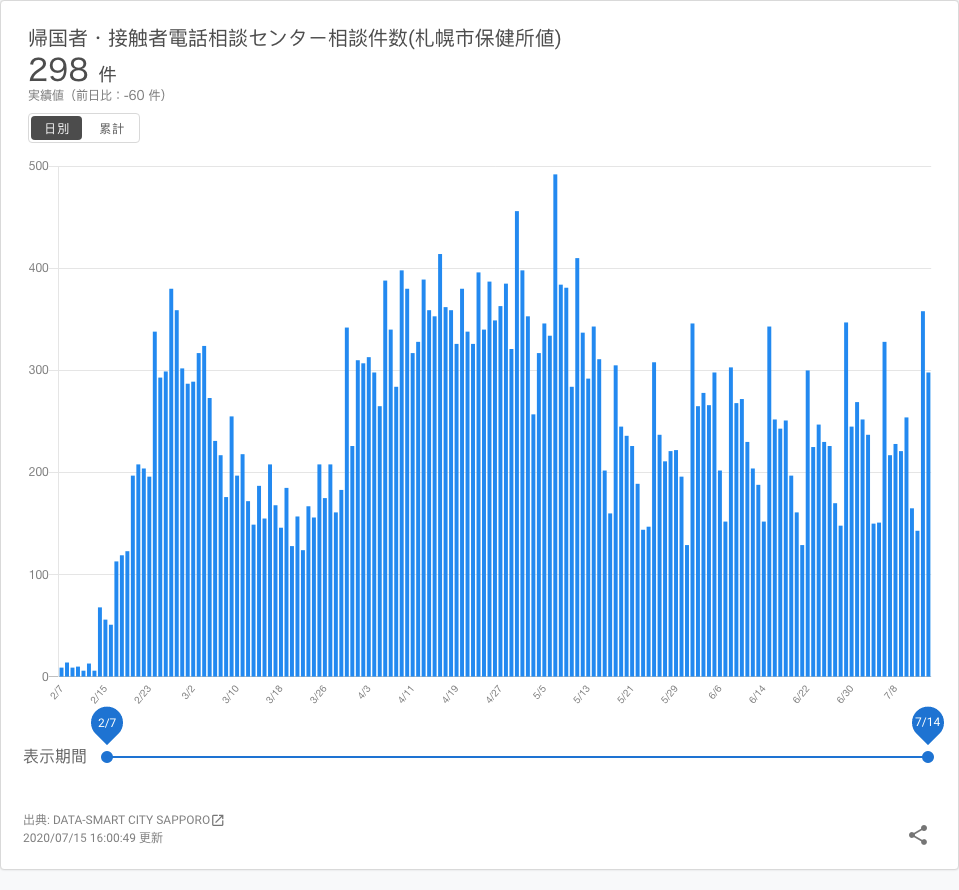 帰国者・接触者電話相談センター相談件数(札幌市保健所値)
298 件
実績値（前日比：-60 件）
日別 累計
500
400
300
200
100
0
2/7 2/15 2/23 3/2 3/10 3/18 3/26 4/3 4/11 4/19 4/27 5/5 5/13 5/21 5/29 6/6 6/14 6/22 6/30 7/8
2/7 7/14
表示期間
出典: DATA-SMART CITY SAPPORO
2020/07/15 16:00:49 更新